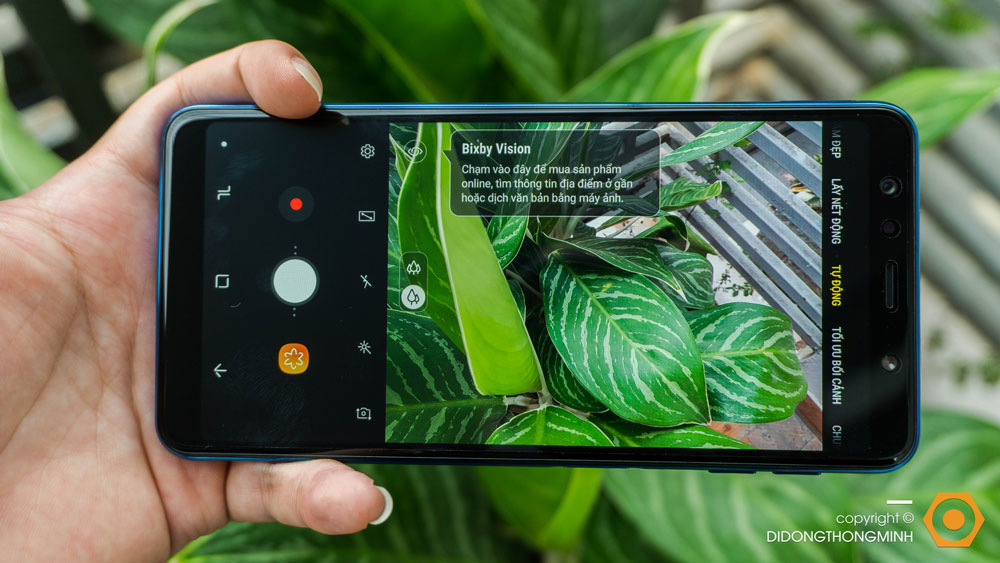 Bixby Vision
Chạm vào đây để mua sản phẩm
online, tìm thông tin địa điểm ở gần
hoặc dịch văn bản bằng máy ảnh.
ĐẸP
LẤY NÉT ĐỘNG
TỰ ĐỘNG
TỐI ƯU BỐI CẢNH
copyright ©
DIDONGTHONGMINH